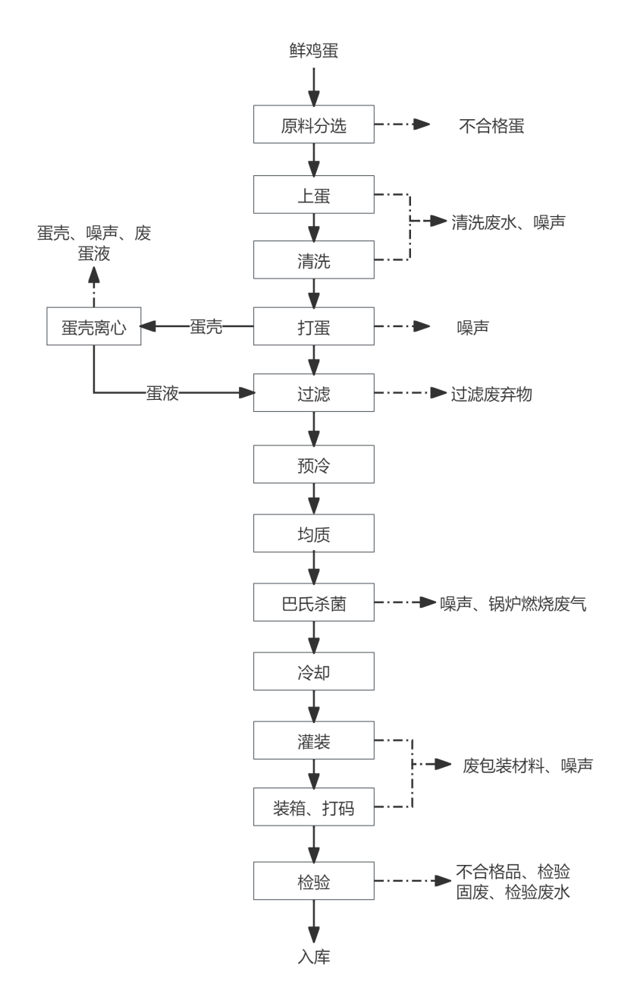 鲜鸡蛋
原料分选
不合格蛋
上蛋
清洗废水、噪声
清洗
蛋壳、噪声、废
蛋液
蛋壳离心
蛋壳
打蛋
噪声
蛋液
过滤
过滤废弃物
预冷
均质
巴氏杀菌
噪声、锅炉燃烧废气
冷却
灌装
废包装材料、噪声
装箱、打码
检验
不合格品、检验
固废、检验废水
入库